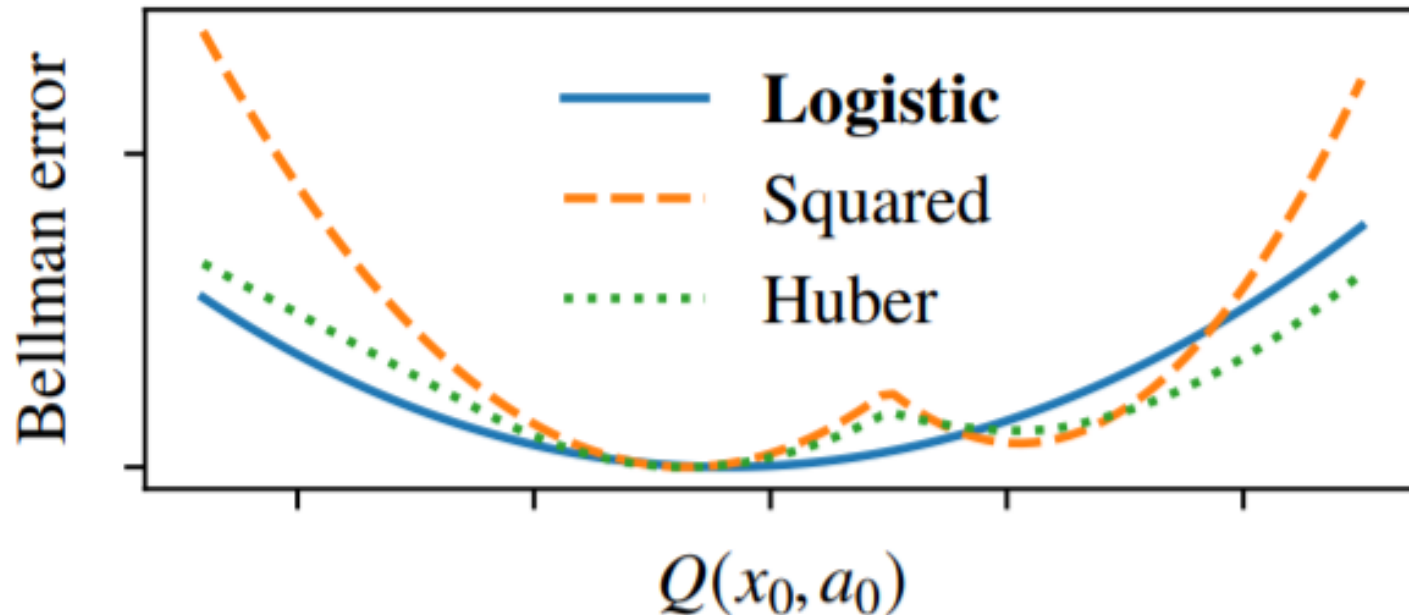 Bellman error
Logistic
Squared
Huber
Q(x₀, a₀)